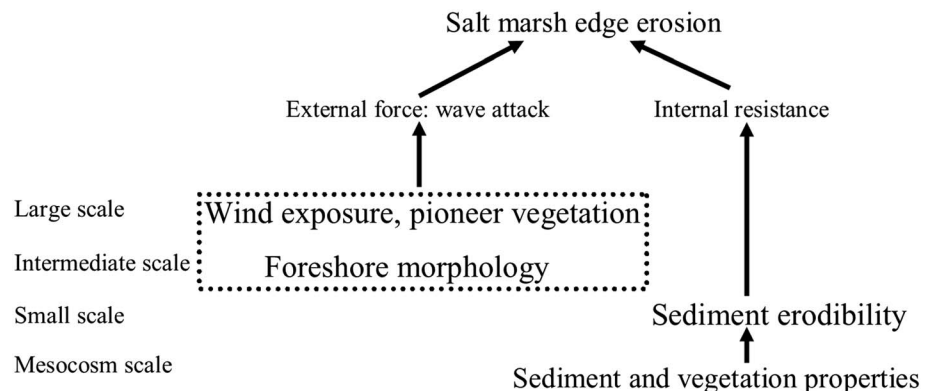 Salt marsh edge erosion
External force: wave attack
Internal resistance
Large scale
Wind exposure, pioneer vegetation
Intermediate scale
Foreshore morphology
Small scale
Sediment erodibility
Mesocosm scale
Sediment and vegetation properties